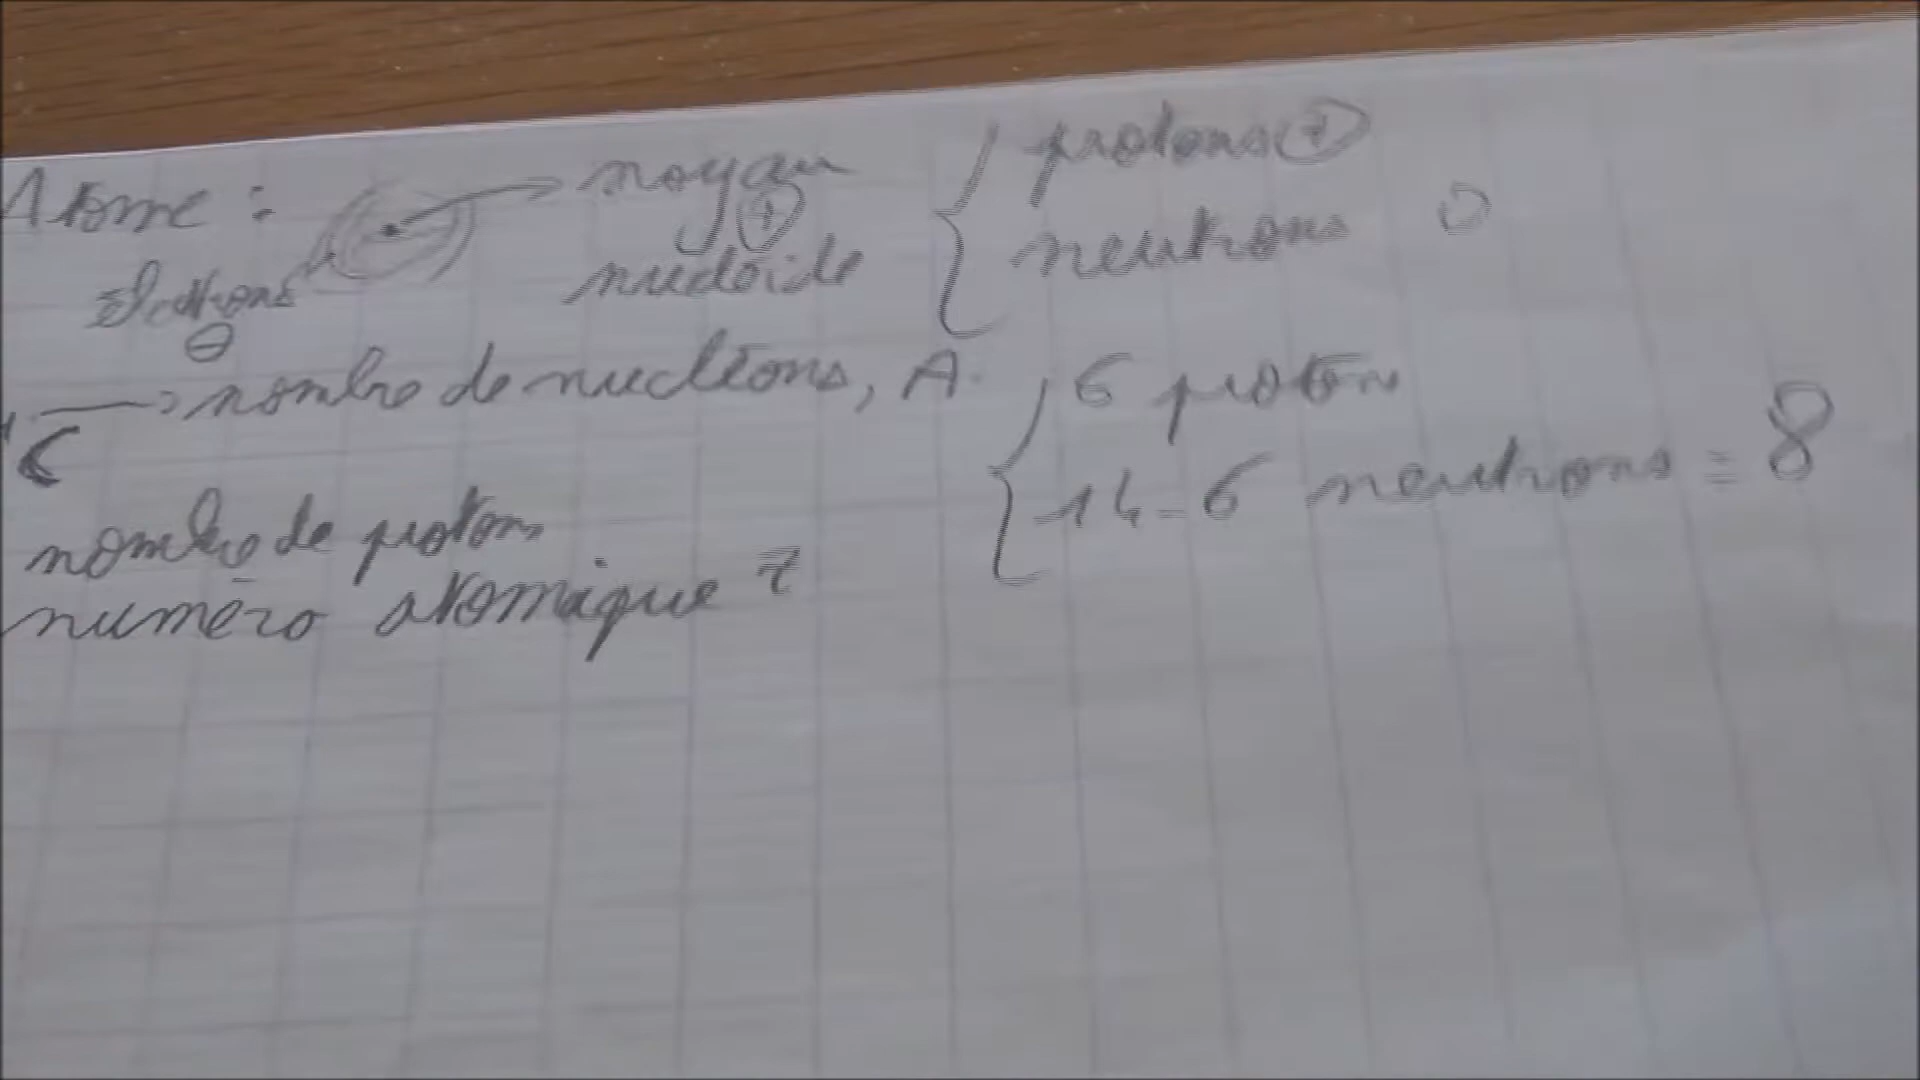 Atome : noyau { protons ⊕
⊕ neutrons 0
électrons nucléide
⊖
→ nombre de nucléons, A. { 6 proton
C 14-6 neutrons = 8
nombre de protons
numéro atomique Z